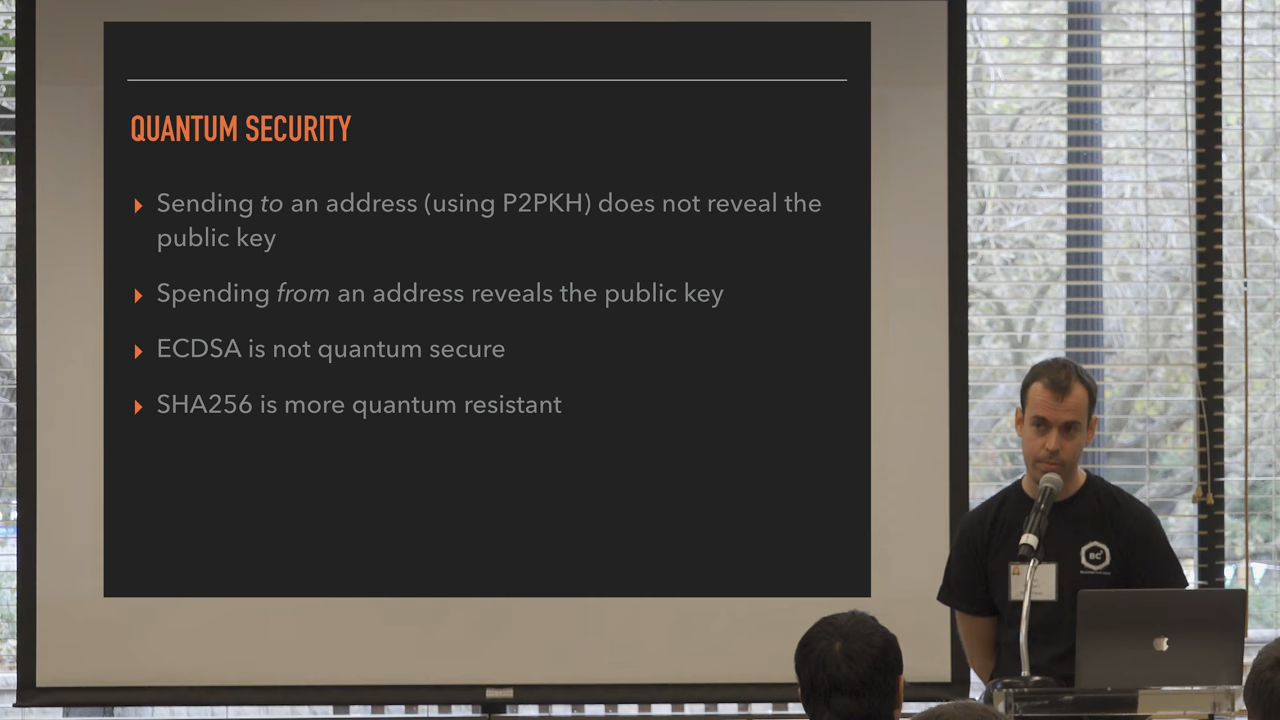 QUANTUM SECURITY
Sending to an address (using P2PKH) does not reveal the
public key
Spending from an address reveals the public key
ECDSA is not quantum secure
SHA256 is more quantum resistant
BC